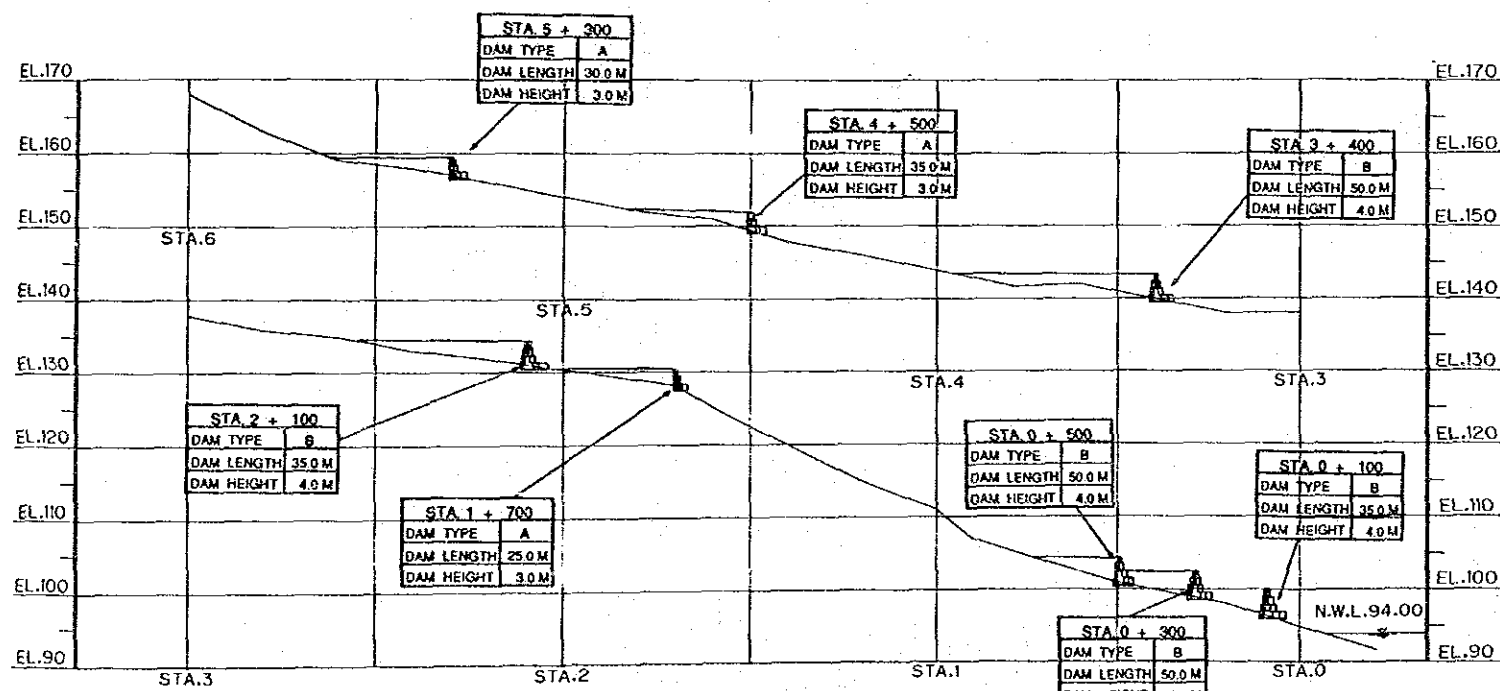 STA. 5 + 300
DAM TYPE A
DAM LENGTH 30.0 M
DAM HEIGHT 3.0 M
EL.170 EL.170
STA. 4 + 500
DAM TYPE A
DAM LENGTH 35.0 M
DAM HEIGHT 3.0 M
STA. 3 + 400
DAM TYPE B
DAM LENGTH 50.0 M
DAM HEIGHT 4.0 M
EL.160 EL.160
EL.150 EL.150
STA.6
EL.140 EL.140
STA.5
EL.130 EL.130
STA.4 STA.3
STA. 2 + 100
DAM TYPE B
DAM LENGTH 35.0 M
DAM HEIGHT 4.0 M
EL.120 EL.120
STA. 0 + 500
DAM TYPE B
DAM LENGTH 50.0 M
DAM HEIGHT 4.0 M
STA. 0 + 100
DAM TYPE B
DAM LENGTH 35.0 M
DAM HEIGHT 4.0 M
STA. 1 + 700
DAM TYPE A
DAM LENGTH 25.0 M
DAM HEIGHT 3.0 M
EL.110 EL.110
EL.100 EL.100
N.W.L.94.00
STA. 0 + 300
DAM TYPE B
DAM LENGTH 50.0 M
EL.90 EL.90
STA.3 STA.2 STA.1 STA.0